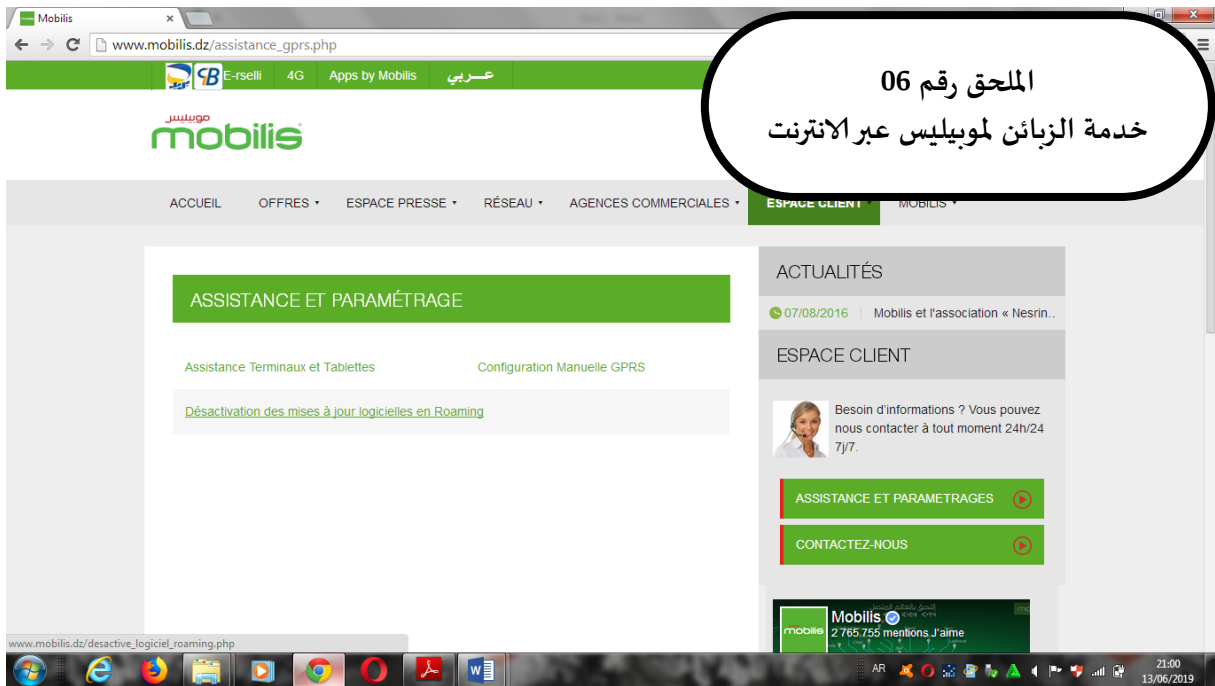 Mobilis
www.mobilis.dz/assistance_gprs.php
E-rselli 4G Apps by Mobilis عــربي
الملحق رقم 06
خدمة الزبائن لموبيليس عبر الانترنت
موبيليس
mobilis
ACCUEIL OFFRES ESPACE PRESSE RÉSEAU AGENCES COMMERCIALES ESPACE CLIENT MOBILIS
ASSISTANCE ET PARAMÉTRAGE
Assistance Terminaux et Tablettes Configuration Manuelle GPRS
Désactivation des mises à jour logicielles en Roaming
ACTUALITÉS
07/08/2016 Mobilis et l'association « Nesrin..
ESPACE CLIENT
Besoin d'informations ? Vous pouvez
nous contacter à tout moment 24h/24
7j/7.
ASSISTANCE ET PARAMETRAGES
CONTACTEZ-NOUS
mobilis
Mobilis
2 765 755 mentions J'aime
www.mobilis.dz/desactive_logiciel_roaming.php
AR
21:00
13/06/2019